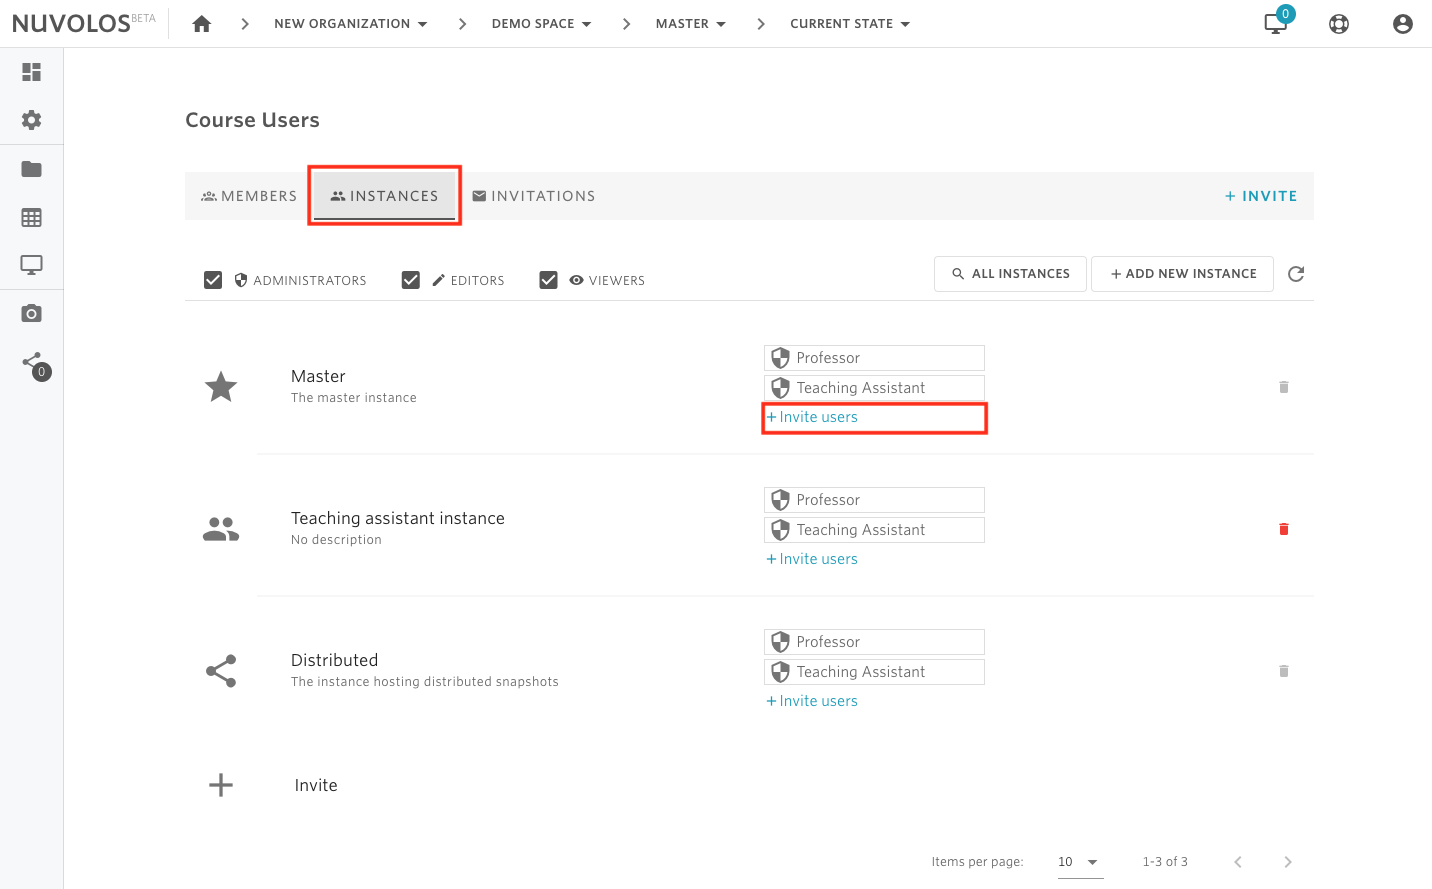 NUVOLOS BETA
NEW ORGANIZATION
DEMO SPACE
MASTER
CURRENT STATE
0
Course Users
MEMBERS
INSTANCES
INVITATIONS
+ INVITE
ADMINISTRATORS
EDITORS
VIEWERS
ALL INSTANCES
+ ADD NEW INSTANCE
0
Master
The master instance
Professor
Teaching Assistant
+ Invite users
Teaching assistant instance
No description
Professor
Teaching Assistant
+ Invite users
Distributed
The instance hosting distributed snapshots
Professor
Teaching Assistant
+ Invite users
Invite
Items per page:
10
1-3 of 3